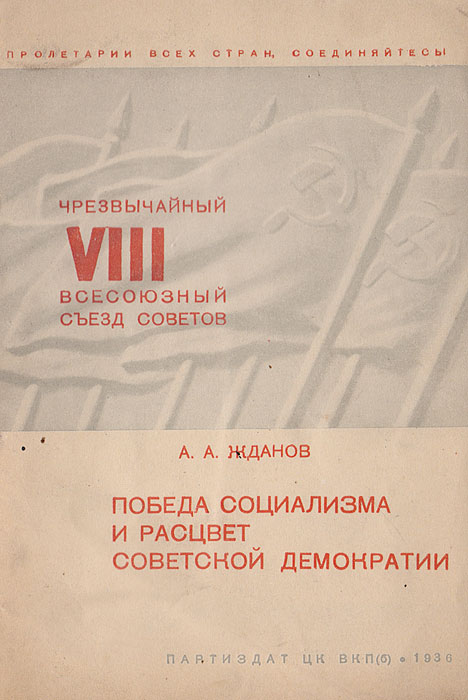 ПРОЛЕТАРИИ ВСЕХ СТРАН, СОЕДИНЯЙТЕСЬ!
ЧРЕЗВЫЧАЙНЫЙ
VIII
ВСЕСОЮЗНЫЙ
СЪЕЗД СОВЕТОВ
А. А. ЖДАНОВ
ПОБЕДА СОЦИАЛИЗМА
И РАСЦВЕТ
СОВЕТСКОЙ ДЕМОКРАТИИ
ПАРТИЗДАТ ЦК ВКП(б) • 1936